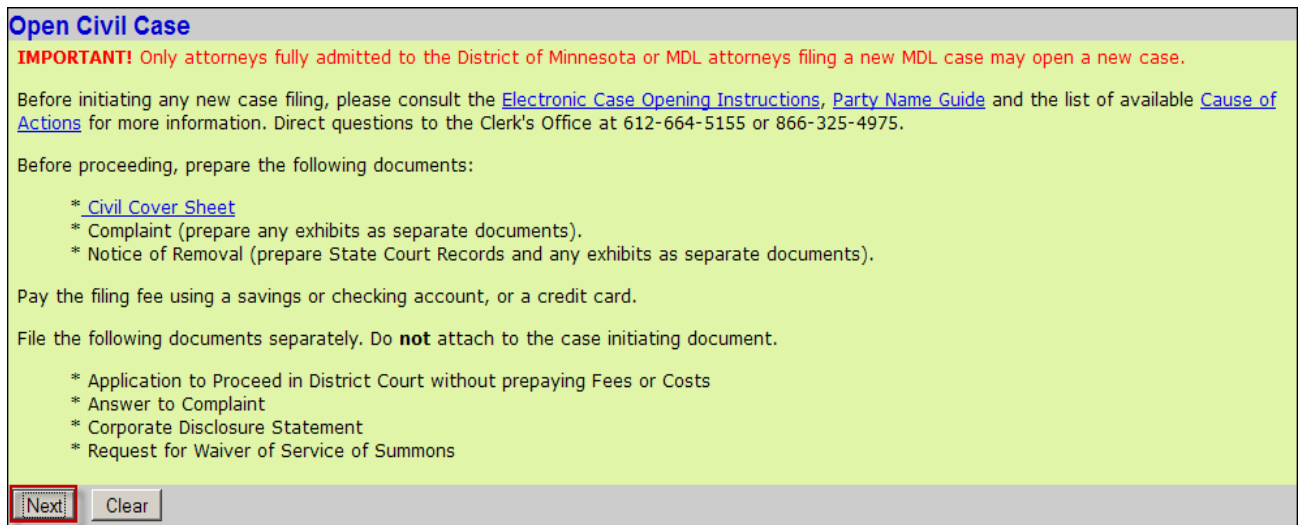 Open Civil Case
IMPORTANT! Only attorneys fully admitted to the District of Minnesota or MDL attorneys filing a new MDL case may open a new case.
Before initiating any new case filing, please consult the Electronic Case Opening Instructions, Party Name Guide and the list of available Cause of
Actions for more information. Direct questions to the Clerk's Office at 612-664-5155 or 866-325-4975.
Before proceeding, prepare the following documents:
* Civil Cover Sheet
* Complaint (prepare any exhibits as separate documents).
* Notice of Removal (prepare State Court Records and any exhibits as separate documents).
Pay the filing fee using a savings or checking account, or a credit card.
File the following documents separately. Do not attach to the case initiating document.
* Application to Proceed in District Court without prepaying Fees or Costs
* Answer to Complaint
* Corporate Disclosure Statement
* Request for Waiver of Service of Summons
Next Clear